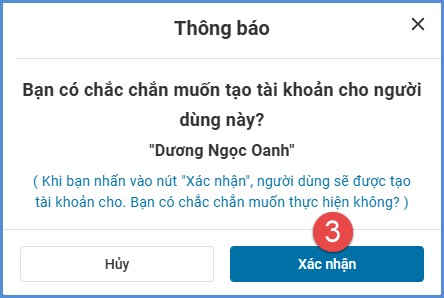 Thông báo
Bạn có chắc chắn muốn tạo tài khoản cho người
dùng này?
"Dương Ngọc Oanh"
( Khi bạn nhấn vào nút "Xác nhận", người dùng sẽ được tạo
tài khoản cho. Bạn có chắc chắn muốn thực hiện không? )
3
Hủy
Xác nhận